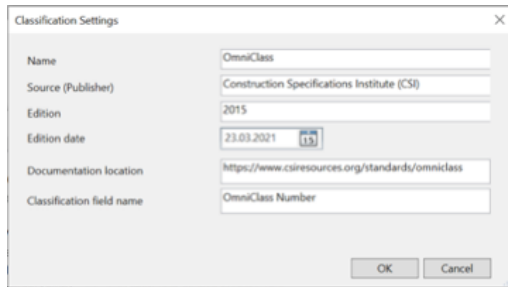 Classification Settings
Name OmniClass
Source (Publisher) Construction Specifications Institute (CSI)
Edition 2015
Edition date 23.03.2021 15
Documentation location https://www.csiresources.org/standards/omniclass
Classification field name OmniClass Number
OK Cancel